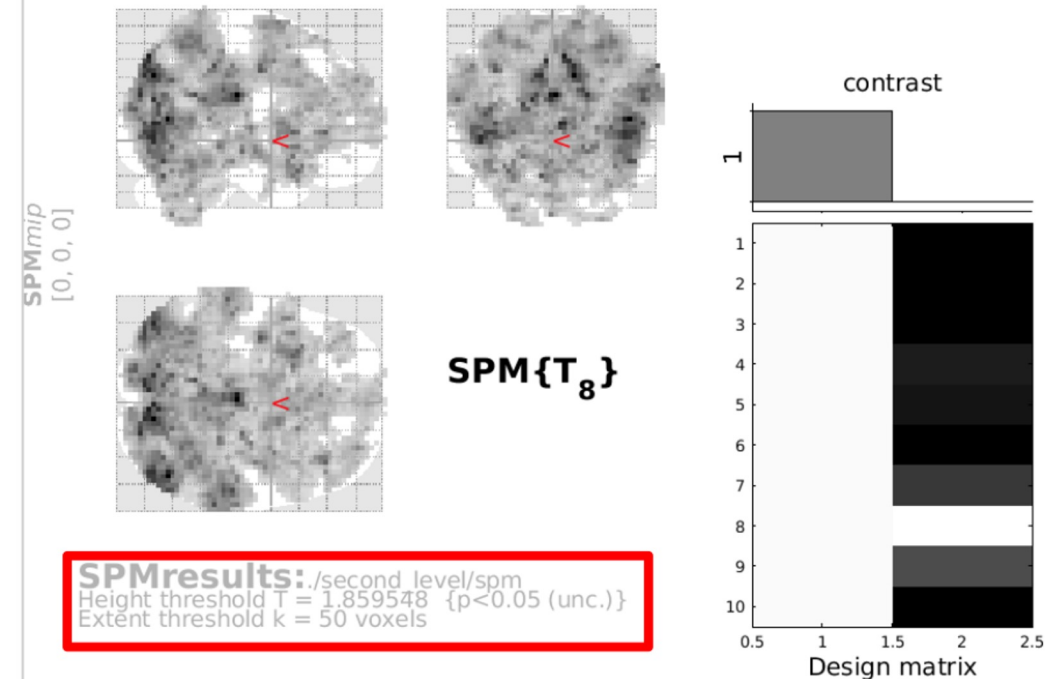 SPMmip
[0, 0, 0]
<
<
<
SPM{T8}
SPMresults: ./second_level/spm
Height threshold T = 1.859548 {p<0.05 (unc.)}
Extent threshold k = 50 voxels
contrast
1
1
2
3
4
5
6
7
8
9
10
0.5 1 1.5 2 2.5
Design matrix